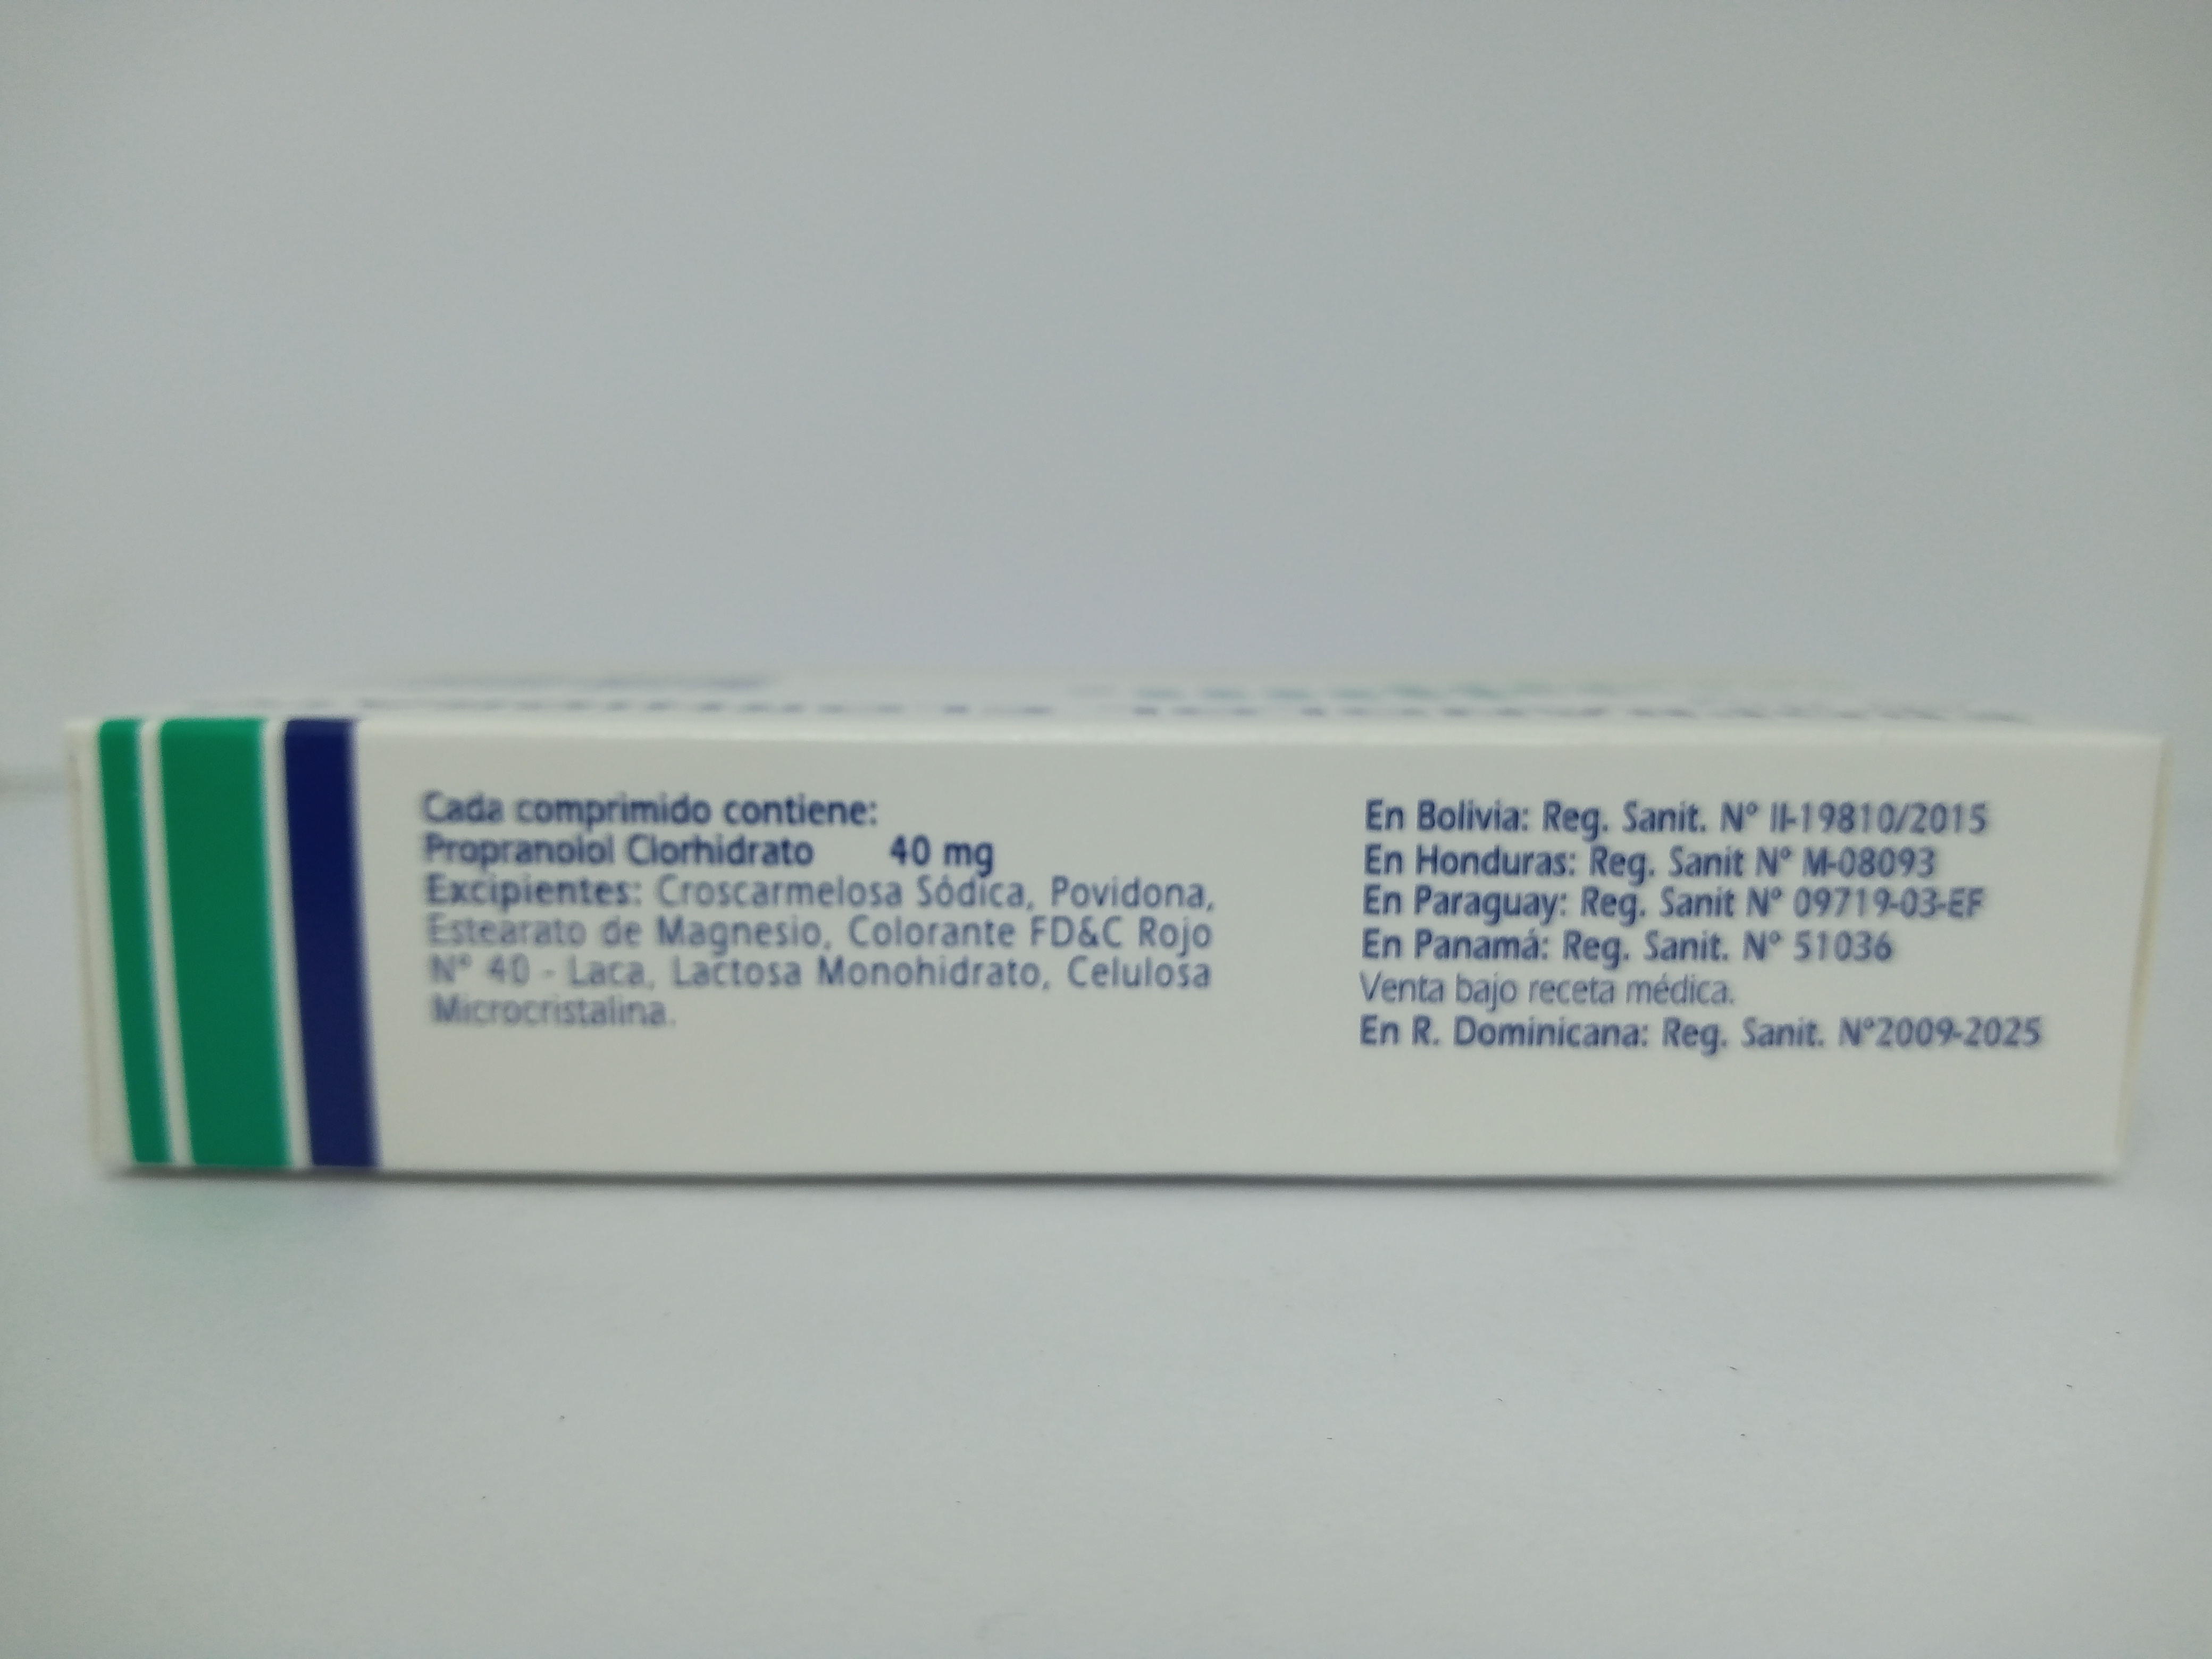 Cada comprimido contiene:
Propranolol Clorhidrato 40 mg
Excipientes: Croscarmelosa Sódica, Povidona,
Estearato de Magnesio, Colorante FD&C Rojo
N° 40 - Laca, Lactosa Monohidrato, Celulosa
Microcristalina.
En Bolivia: Reg. Sanit. N° II-19810/2015
En Honduras: Reg. Sanit N° M-08093
En Paraguay: Reg. Sanit N° 09719-03-EF
En Panamá: Reg. Sanit. N° 51036
Venta bajo receta médica.
En R. Dominicana: Reg. Sanit. N°2009-2025